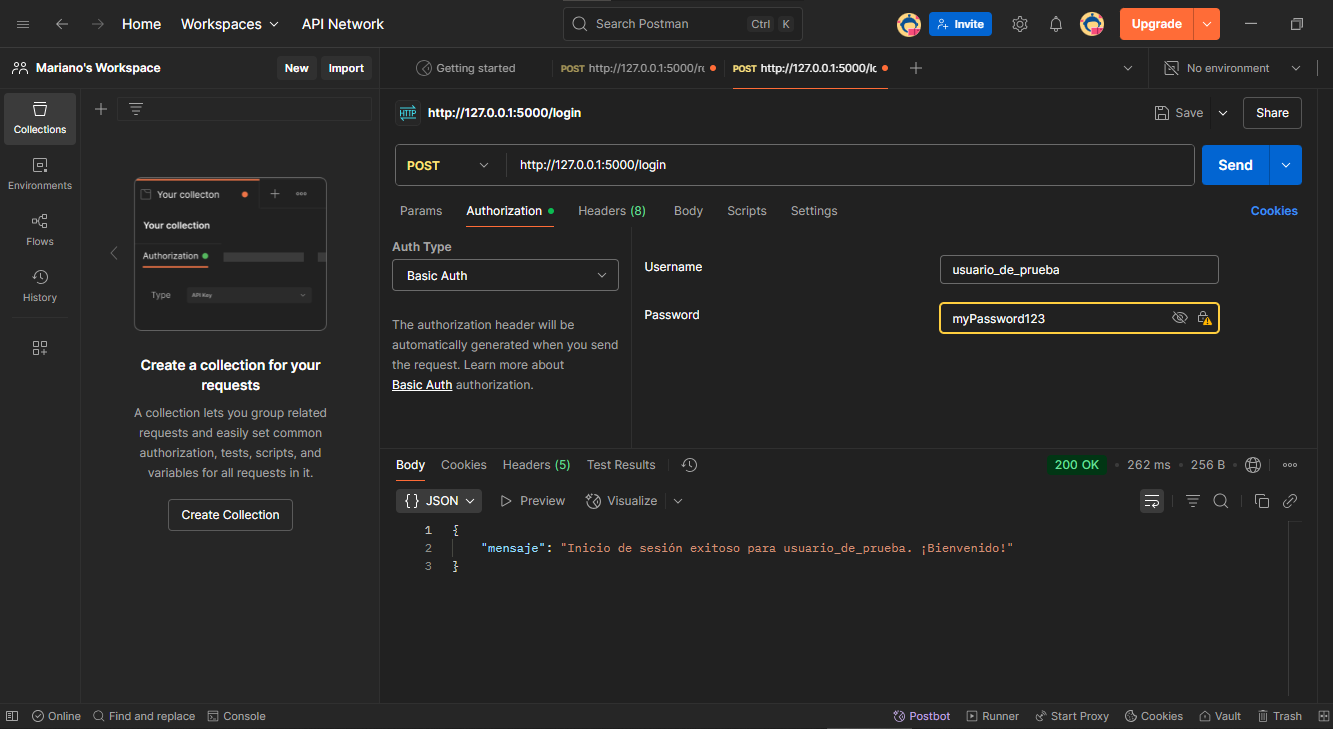 Home Workspaces API Network Search Postman Ctrl K Invite Upgrade
Mariano's Workspace New Import Getting started POST http://127.0.0.1:5000/re POST http://127.0.0.1:5000/lo No environment
Collections
Environments
Flows
History
Your collecton
Your collection
Authorization
Type API Key
Create a collection for your
requests
A collection lets you group related
requests and easily set common
authorization, tests, scripts, and
variables for all requests in it.
Create Collection
HTTP http://127.0.0.1:5000/login Save Share
POST http://127.0.0.1:5000/login Send
Params Authorization Headers (8) Body Scripts Settings Cookies
Auth Type
Basic Auth
The authorization header will be
automatically generated when you send
the request. Learn more about
Basic Auth authorization.
Username usuario_de_prueba
Password myPassword123
Body Cookies Headers (5) Test Results 200 OK 262 ms 256 B
{} JSON Preview Visualize
1 {
2 "mensaje": "Inicio de sesión exitoso para usuario_de_prueba. ¡Bienvenido!"
3 }
Online Find and replace Console Postbot Runner Start Proxy Cookies Vault Trash